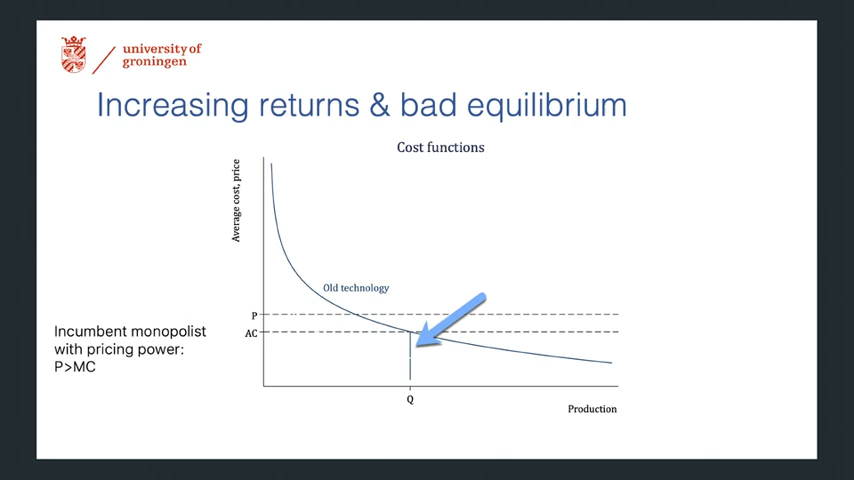 university of
groningen
Increasing returns & bad equilibrium
Cost functions
Average cost, price
Old technology
P
AC
Incumbent monopolist
with pricing power:
P>MC
Q
Production